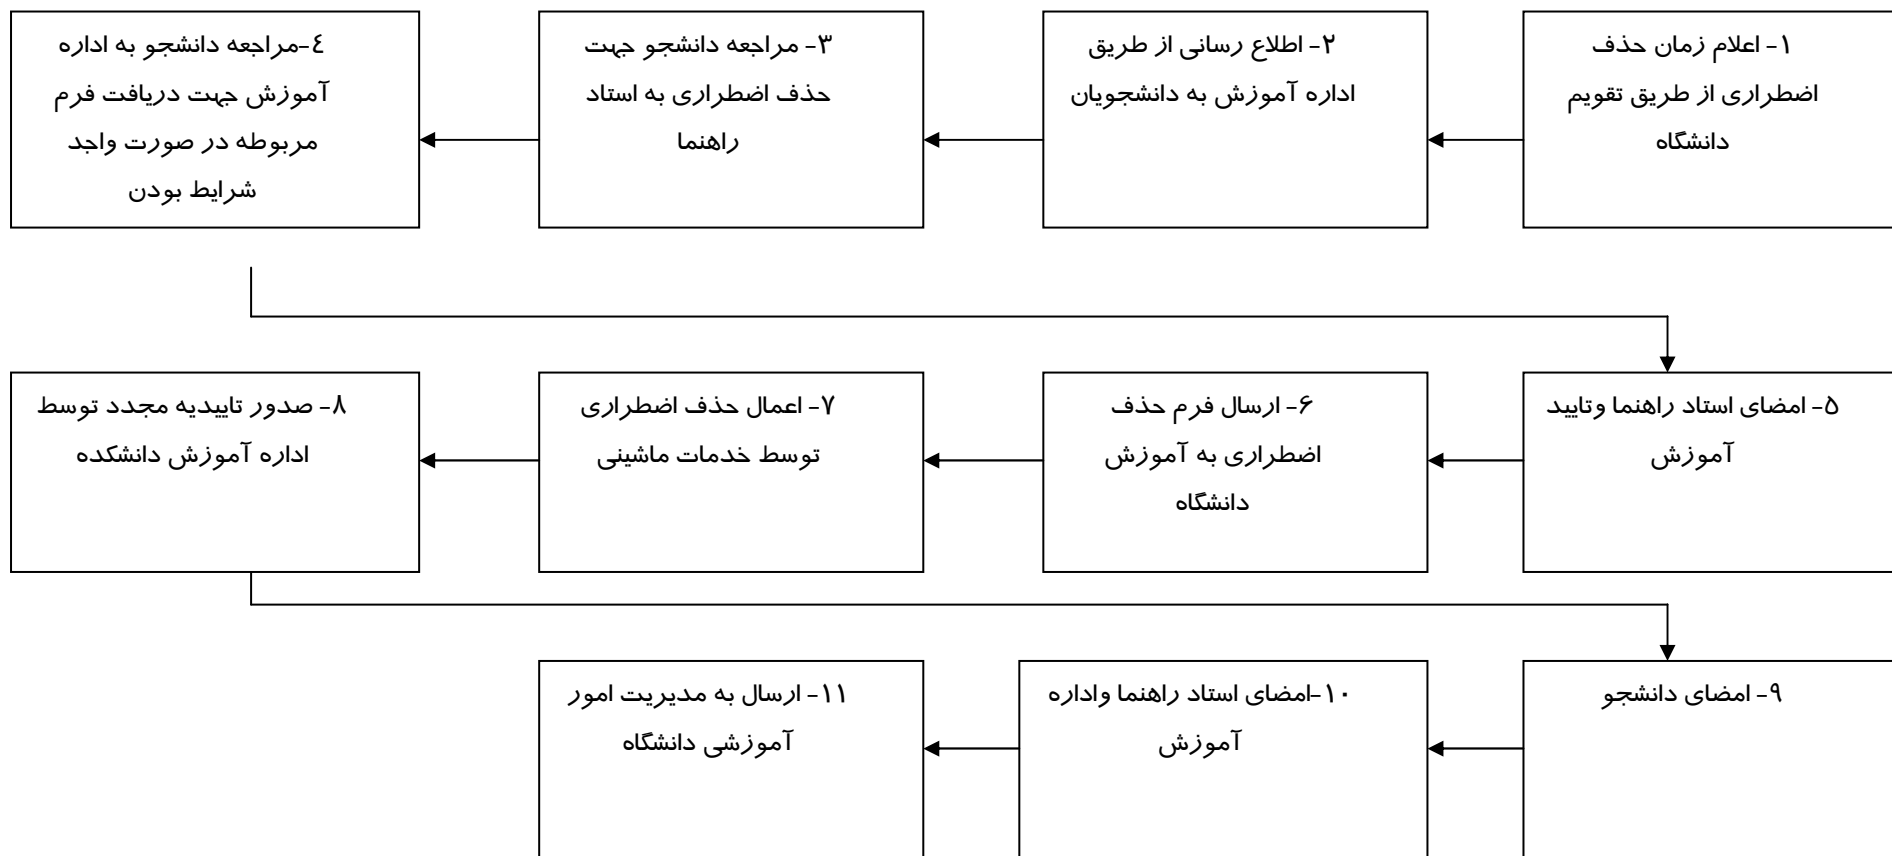 ۱- اعلام زمان حذف
اضطراری از طریق تقویم
دانشگاه
۲- اطلاع رسانی از طریق
اداره آموزش به دانشجویان
۳- مراجعه دانشجو جهت
حذف اضطراری به استاد
راهنما
٤-مراجعه دانشجو به اداره
آموزش جهت دریافت فرم
مربوطه در صورت واجد
شرایط بودن
۵- امضای استاد راهنما وتایید
آموزش
۶- ارسال فرم حذف
اضطراری به آموزش
دانشگاه
۷- اعمال حذف اضطراری
توسط خدمات ماشینی
۸- صدور تاییدیه مجدد توسط
اداره آموزش دانشکده
۹- امضای دانشجو
۱۰-امضای استاد راهنما واداره
آموزش
۱۱- ارسال به مدیریت امور
آموزشی دانشگاه